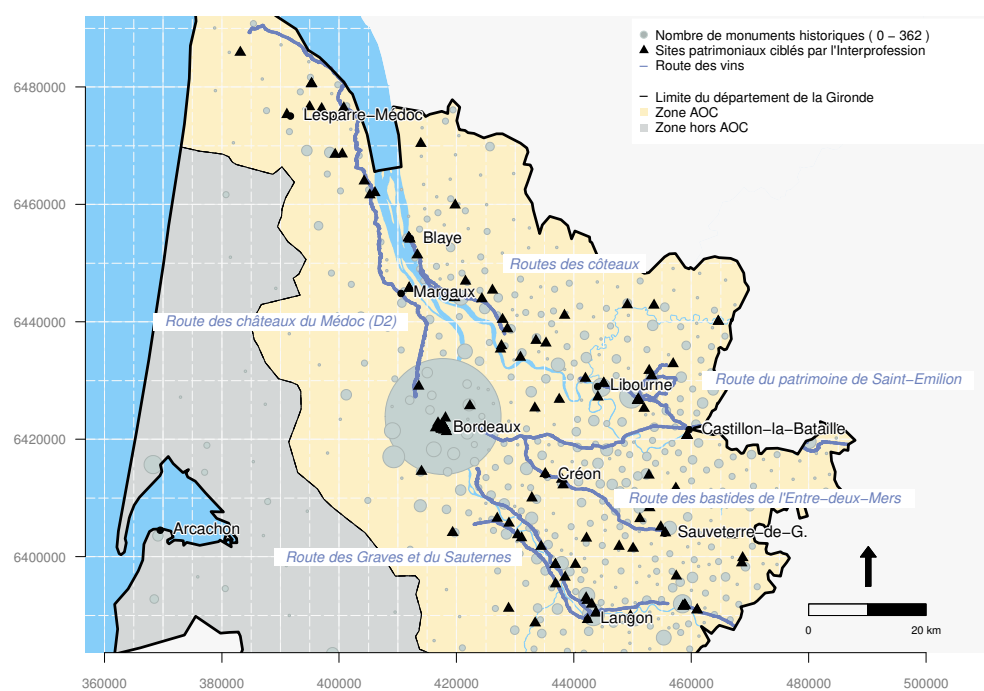 Nombre de monuments historiques ( 0 − 362 )
Sites patrimoniaux ciblés par l'Interprofession
Route des vins
Limite du département de la Gironde
Zone AOC
Zone hors AOC
6480000
Lesparre−Médoc
6460000
Blaye
Routes des côteaux
Margaux
6440000
Route des châteaux du Médoc (D2)
Libourne
Route du patrimoine de Saint−Emilion
6420000
Bordeaux
Castillon−la−Bataille
Créon
Route des bastides de l'Entre−deux−Mers
Arcachon
Sauveterre−de−G.
6400000
Route des Graves et du Sauternes
Langon
0
20 km
360000
380000
400000
420000
440000
460000
480000
500000